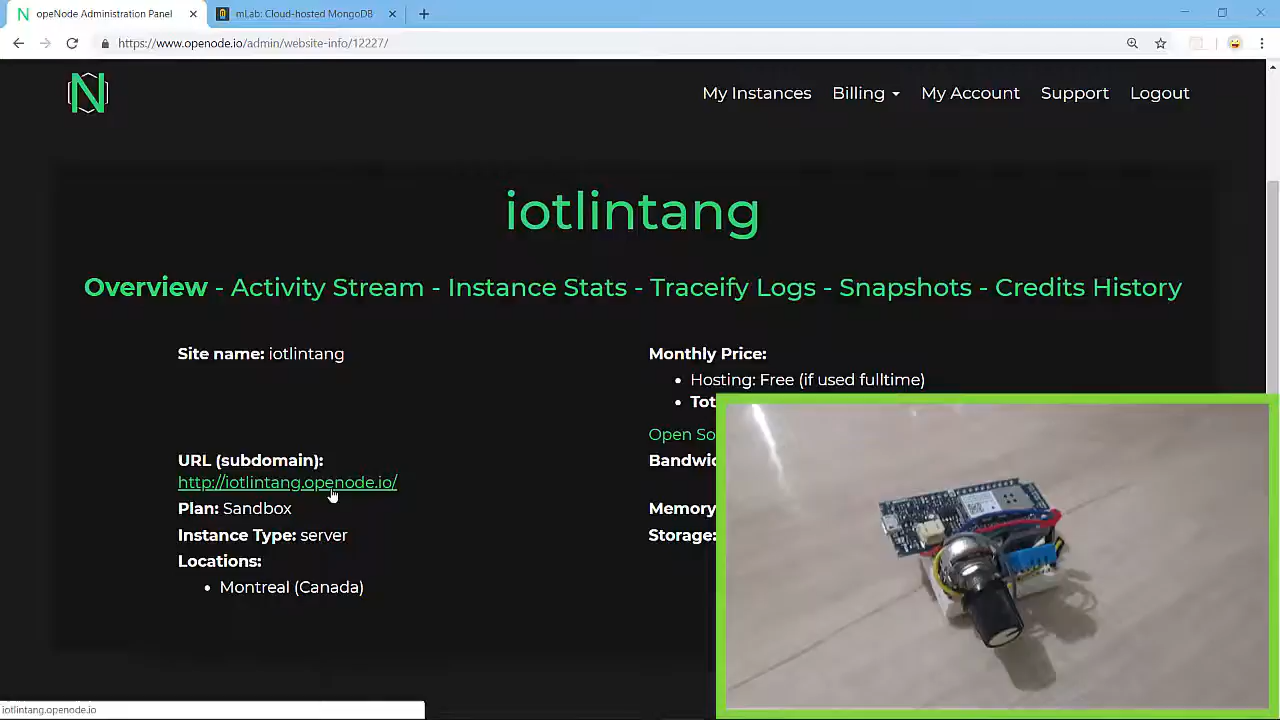 openNode Administration Panel
mLab: Cloud-hosted MongoDB
https://www.openode.io/admin/website-info/12227/
N
My Instances Billing My Account Support Logout
iotlintang
Overview - Activity Stream - Instance Stats - Traceify Logs - Snapshots - Credits History
Site name: iotlintang
URL (subdomain):
http://iotlintang.openode.io/
Plan: Sandbox
Instance Type: server
Locations:
Montreal (Canada)
Monthly Price:
Hosting: Free (if used fulltime)
Tot
Open So
Bandwid
Memory
Storage:
iotlintang.openode.io